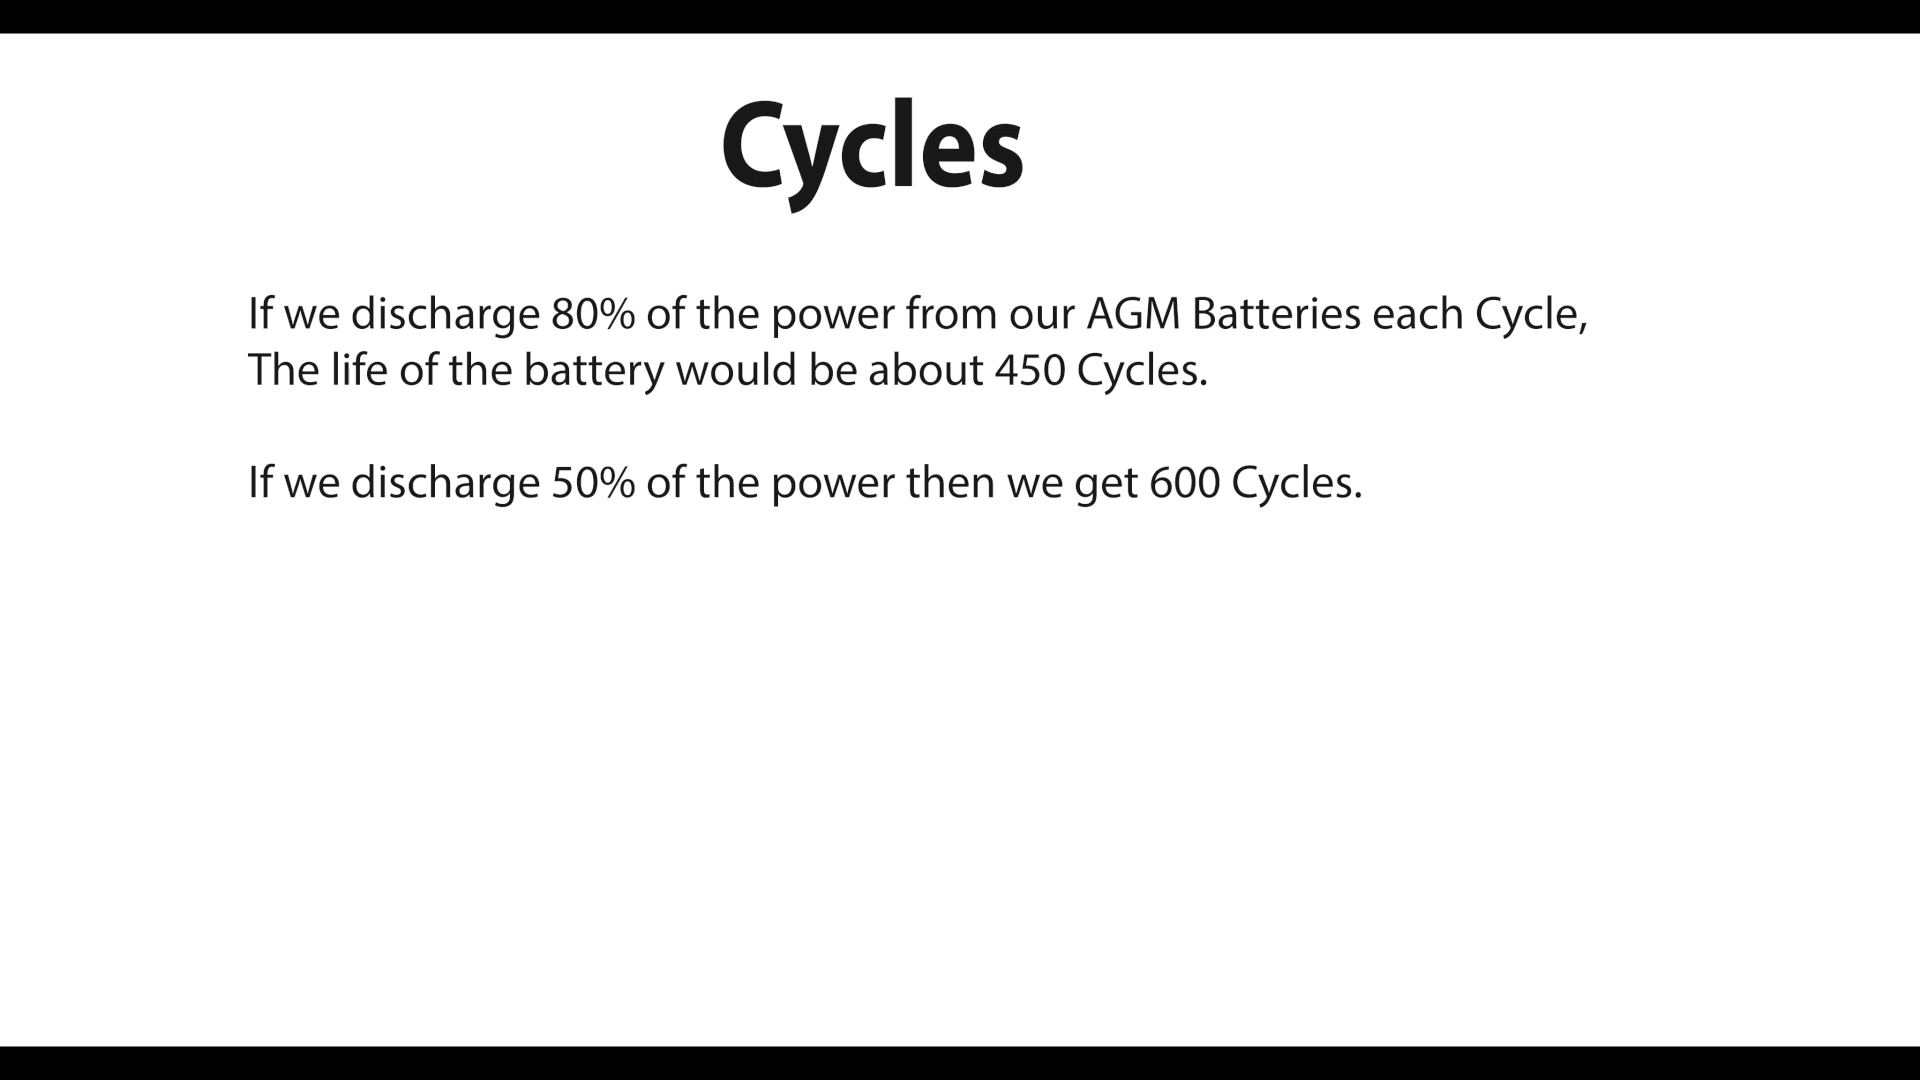 Cycles
If we discharge 80% of the power from our AGM Batteries each Cycle,
The life of the battery would be about 450 Cycles.
If we discharge 50% of the power then we get 600 Cycles.